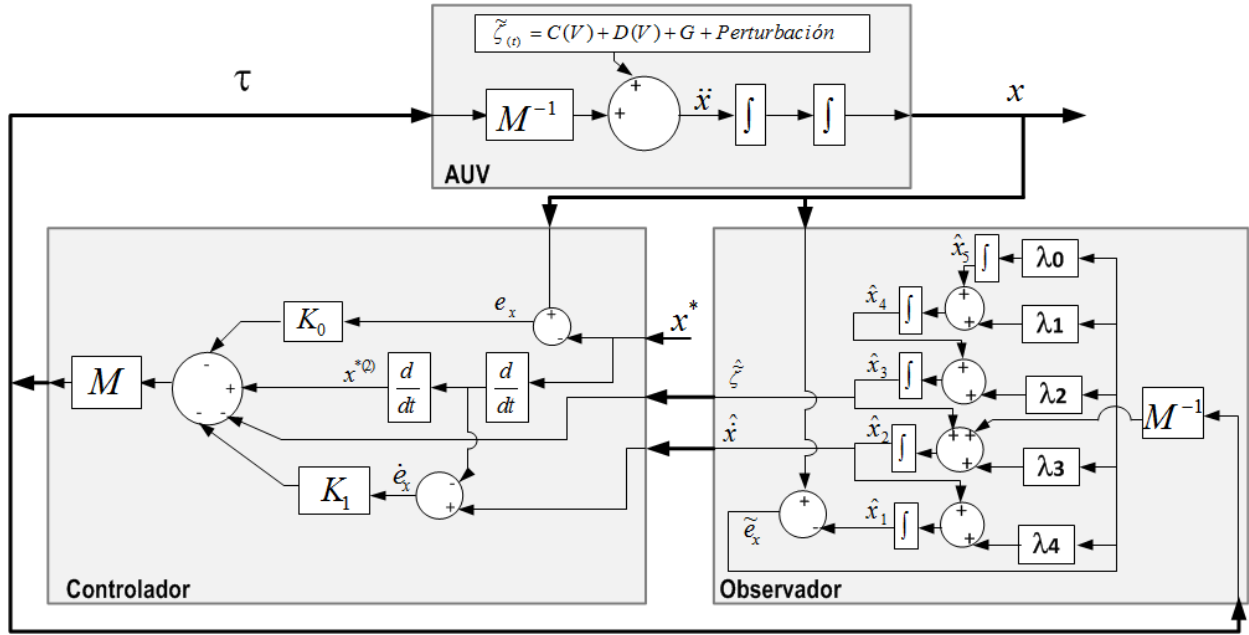 ζ̃₍ₜ₎ = C(V) + D(V) + G + Perturbación
τ
M⁻¹
+
+
ẍ
∫
∫
x
AUV
e_x
+
-
x*
K₀
M
-
+
-
-
x*⁽²⁾
d/dt
d/dt
ζ̃̂
ẋ̂
K₁
ė_x
-
+
Controlador
x̂₅
∫
λ0
x̂₄
∫
+
+
λ1
x̂₃
∫
+
+
λ2
M⁻¹
x̂₂
∫
+
+
+
λ3
x̂₁
∫
+
+
λ4
+
-
ẽ_x
Observador